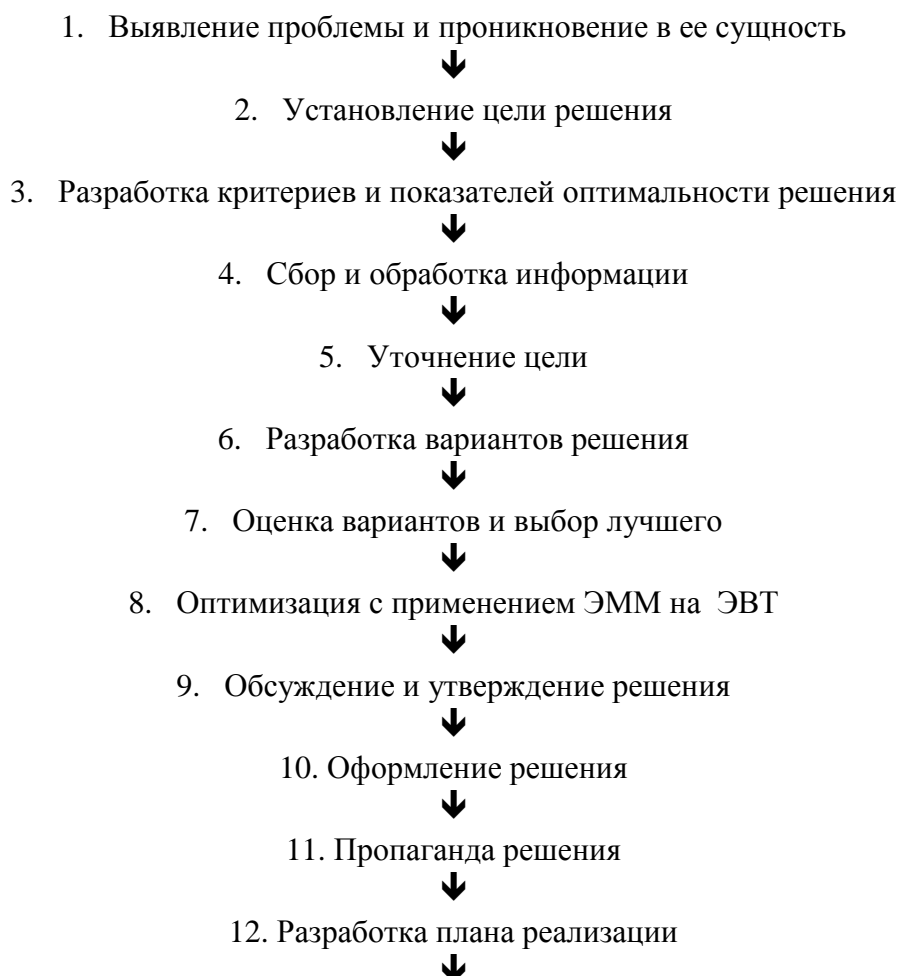 1. Выявление проблемы и проникновение в ее сущность
2. Установление цели решения
3. Разработка критериев и показателей оптимальности решения
4. Сбор и обработка информации
5. Уточнение цели
6. Разработка вариантов решения
7. Оценка вариантов и выбор лучшего
8. Оптимизация с применением ЭММ на ЭВТ
9. Обсуждение и утверждение решения
10. Оформление решения
11. Пропаганда решения
12. Разработка плана реализации